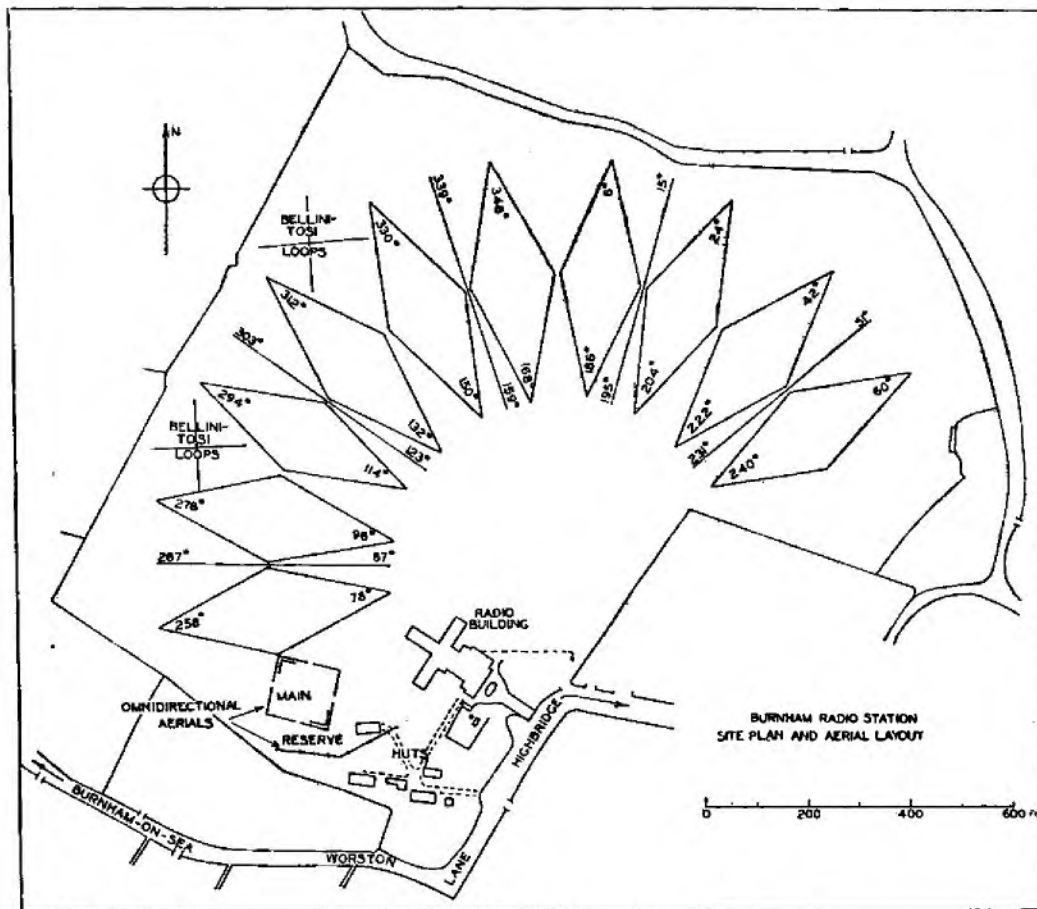 N
BELLINI-
TOSI
LOOPS
339°
348°
6°
15°
24°
330°
312°
42°
303°
51°
294°
60°
168°
186°
150°
159°
195°
204°
132°
222°
123°
231°
BELLINI-
TOSI
LOOPS
114°
240°
278°
96°
267°
87°
78°
258°
RADIO
BUILDING
MAIN
OMNIDIRECTIONAL
AERIALS
RESERVE
HUTS
HIGHBRIDGE
BURNHAM RADIO STATION
SITE PLAN AND AERIAL LAYOUT
0 200 400 600
BURNHAM-ON-SEA
WORSTON
LANE